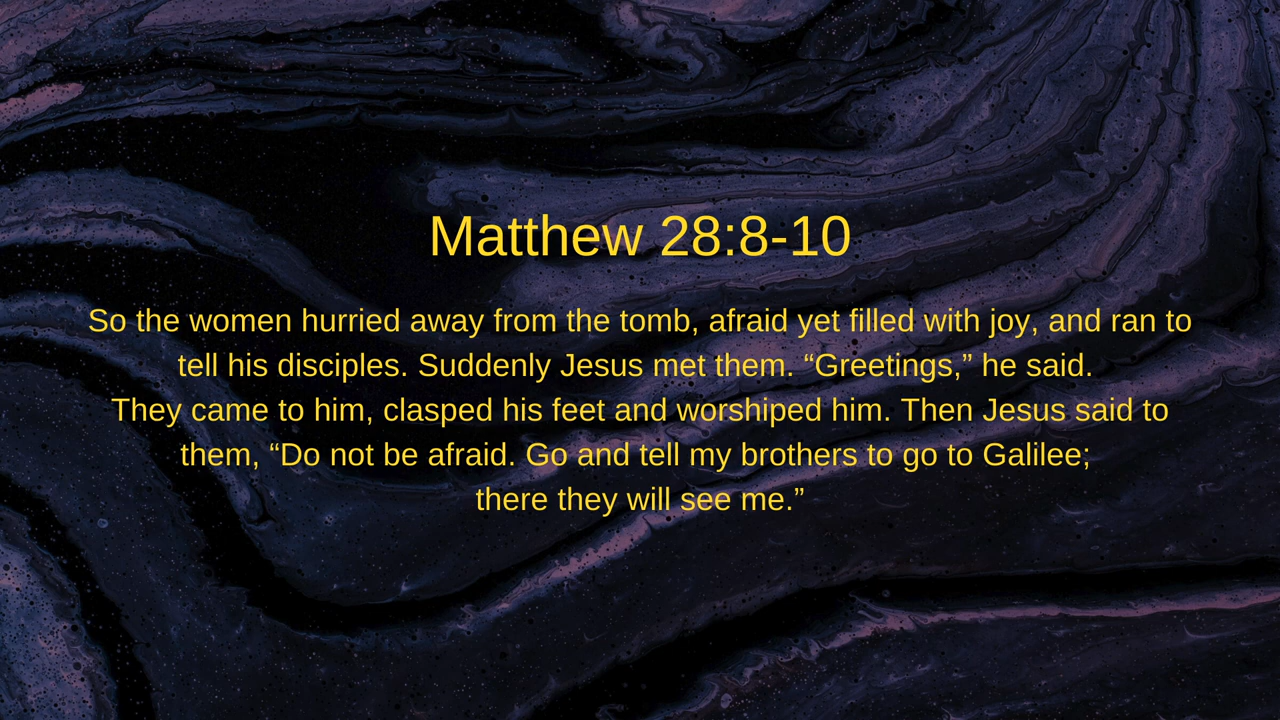 Matthew 28:8-10
So the women hurried away from the tomb, afraid yet filled with joy, and ran to
tell his disciples. Suddenly Jesus met them. “Greetings,” he said.
They came to him, clasped his feet and worshiped him. Then Jesus said to
them, “Do not be afraid. Go and tell my brothers to go to Galilee;
there they will see me.”